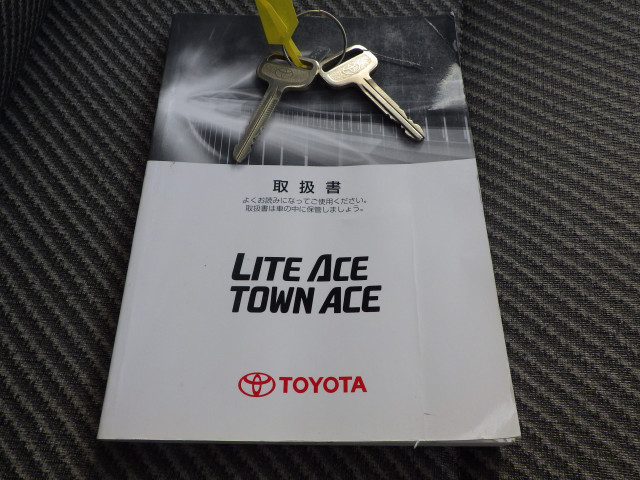 取扱書
よくお読みになってご使用ください。
取扱書は車の中に保管しましょう。
LITE ACE
TOWN ACE
TOYOTA